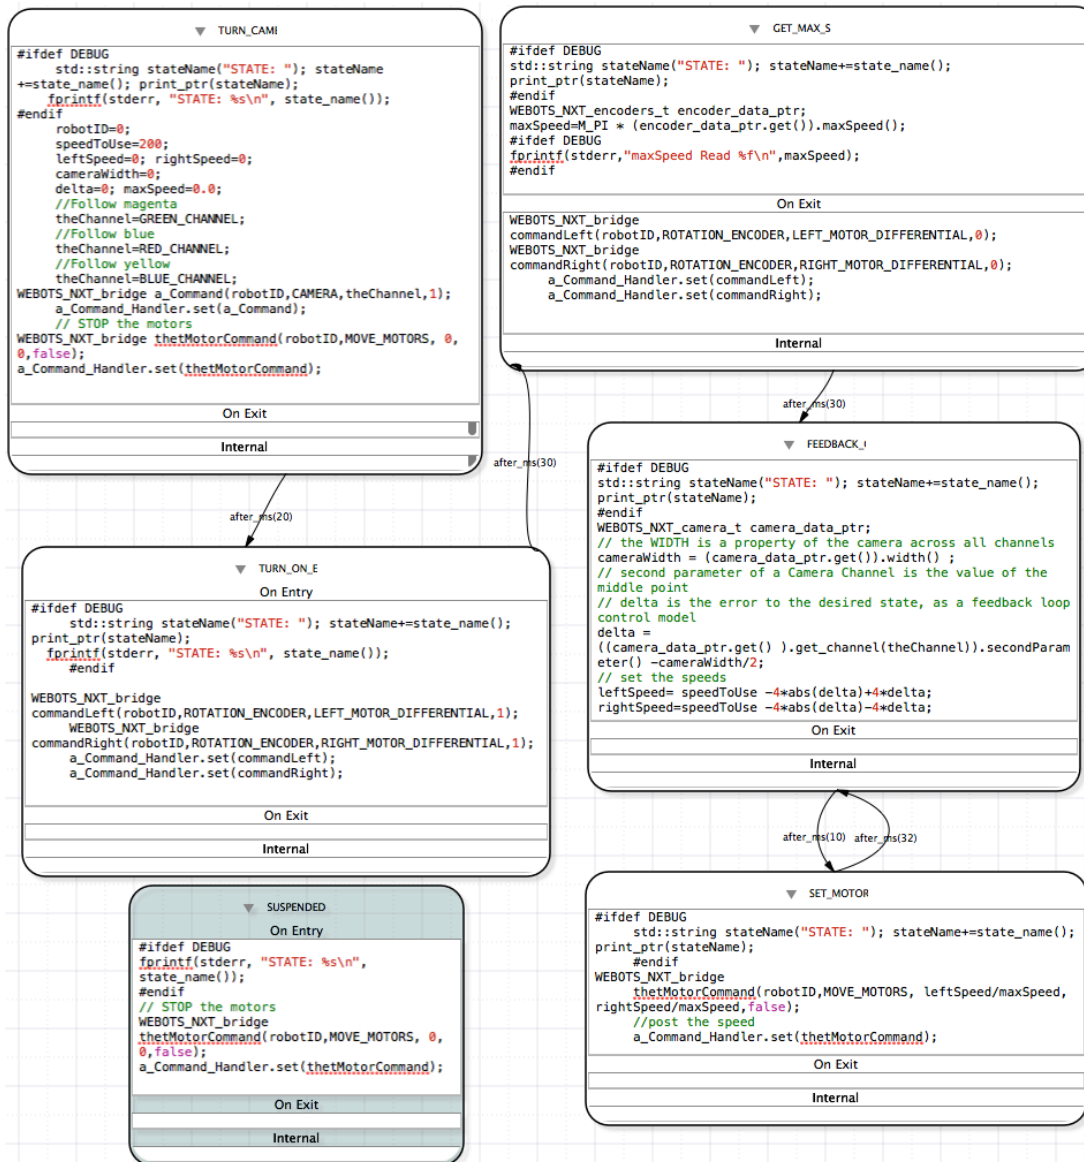 TURN_CAMI
#ifdef DEBUG
std::string stateName("STATE: "); stateName
+=state_name(); print_ptr(stateName);
fprintf(stderr, "STATE: %s\n", state_name());
#endif
robotID=0;
speedToUse=200;
leftSpeed=0; rightSpeed=0;
cameraWidth=0;
delta=0; maxSpeed=0.0;
//Follow magenta
theChannel=GREEN_CHANNEL;
//Follow blue
theChannel=RED_CHANNEL;
//Follow yellow
theChannel=BLUE_CHANNEL;
WEBOTS_NXT_bridge a_Command(robotID,CAMERA,theChannel,1);
a_Command_Handler.set(a_Command);
// STOP the motors
WEBOTS_NXT_bridge thetMotorCommand(robotID,MOVE_MOTORS, 0,
0,false);
a_Command_Handler.set(thetMotorCommand);
On Exit
Internal
after_ms(20)
TURN_ON_E
On Entry
#ifdef DEBUG
std::string stateName("STATE: "); stateName+=state_name();
print_ptr(stateName);
fprintf(stderr, "STATE: %s\n", state_name());
#endif
WEBOTS_NXT_bridge
commandLeft(robotID,ROTATION_ENCODER,LEFT_MOTOR_DIFFERENTIAL,1);
WEBOTS_NXT_bridge
commandRight(robotID,ROTATION_ENCODER,RIGHT_MOTOR_DIFFERENTIAL,1);
a_Command_Handler.set(commandLeft);
a_Command_Handler.set(commandRight);
On Exit
Internal
after_ms(30)
GET_MAX_S
#ifdef DEBUG
std::string stateName("STATE: "); stateName+=state_name();
print_ptr(stateName);
#endif
WEBOTS_NXT_encoders_t encoder_data_ptr;
maxSpeed=M_PI * (encoder_data_ptr.get()).maxSpeed();
#ifdef DEBUG
fprintf(stderr,"maxSpeed Read %f\n",maxSpeed);
#endif
On Exit
WEBOTS_NXT_bridge
commandLeft(robotID,ROTATION_ENCODER,LEFT_MOTOR_DIFFERENTIAL,0);
WEBOTS_NXT_bridge
commandRight(robotID,ROTATION_ENCODER,RIGHT_MOTOR_DIFFERENTIAL,0);
a_Command_Handler.set(commandLeft);
a_Command_Handler.set(commandRight);
Internal
after_ms(30)
FEEDBACK_(
#ifdef DEBUG
std::string stateName("STATE: "); stateName+=state_name();
print_ptr(stateName);
#endif
WEBOTS_NXT_camera_t camera_data_ptr;
// the WIDTH is a property of the camera across all channels
cameraWidth = (camera_data_ptr.get()).width() ;
// second parameter of a Camera Channel is the value of the
middle point
// delta is the error to the desired state, as a feedback loop
control model
delta =
((camera_data_ptr.get() ).get_channel(theChannel)).secondParam
eter() -cameraWidth/2;
// set the speeds
leftSpeed= speedToUse -4*abs(delta)+4*delta;
rightSpeed=speedToUse -4*abs(delta)-4*delta;
On Exit
Internal
after_ms(10)
after_ms(32)
SET_MOTOR
#ifdef DEBUG
std::string stateName("STATE: "); stateName+=state_name();
print_ptr(stateName);
#endif
WEBOTS_NXT_bridge
thetMotorCommand(robotID,MOVE_MOTORS, leftSpeed/maxSpeed,
rightSpeed/maxSpeed,false);
//post the speed
a_Command_Handler.set(thetMotorCommand);
On Exit
Internal
SUSPENDED
On Entry
#ifdef DEBUG
fprintf(stderr, "STATE: %s\n",
state_name());
#endif
// STOP the motors
WEBOTS_NXT_bridge
thetMotorCommand(robotID,MOVE_MOTORS, 0,
0,false);
a_Command_Handler.set(thetMotorCommand);
On Exit
Internal